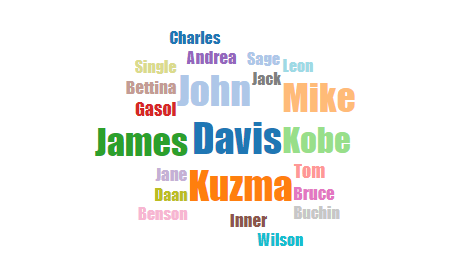 Charles
Andrea
Sage
Single
Leon
Jack
Bettina
John
Mike
Gasol
James
Davis
Kobe
Jane
Kuzma
Tom
Daan
Bruce
Benson
Inner
Buchin
Wilson